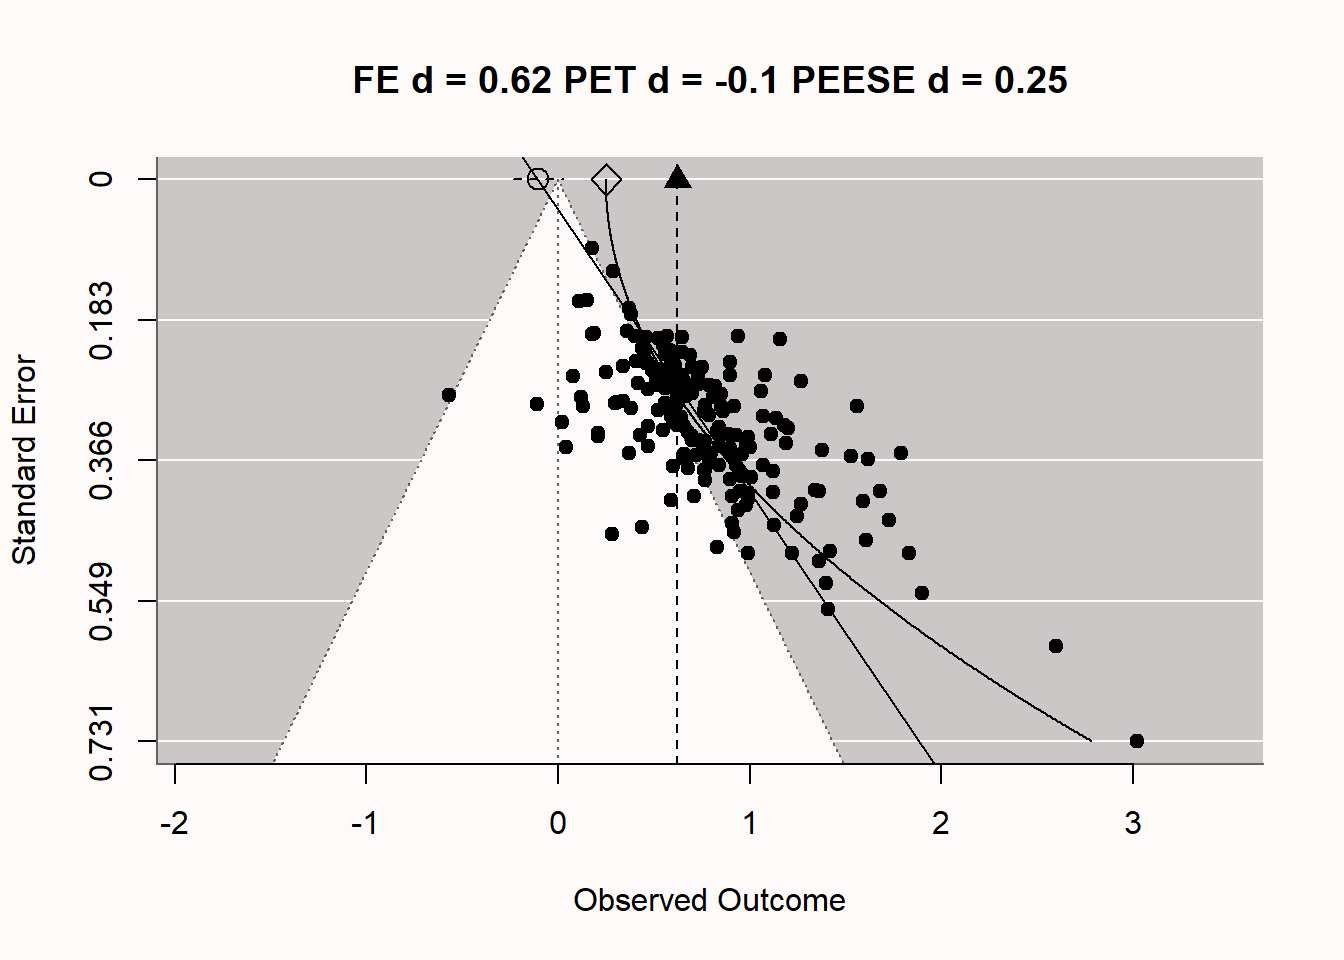 FE d = 0.62 PET d = -0.1 PEESE d = 0.25
Standard Error
0
0.183
0.366
0.549
0.731
-2 -1 0 1 2 3
Observed Outcome